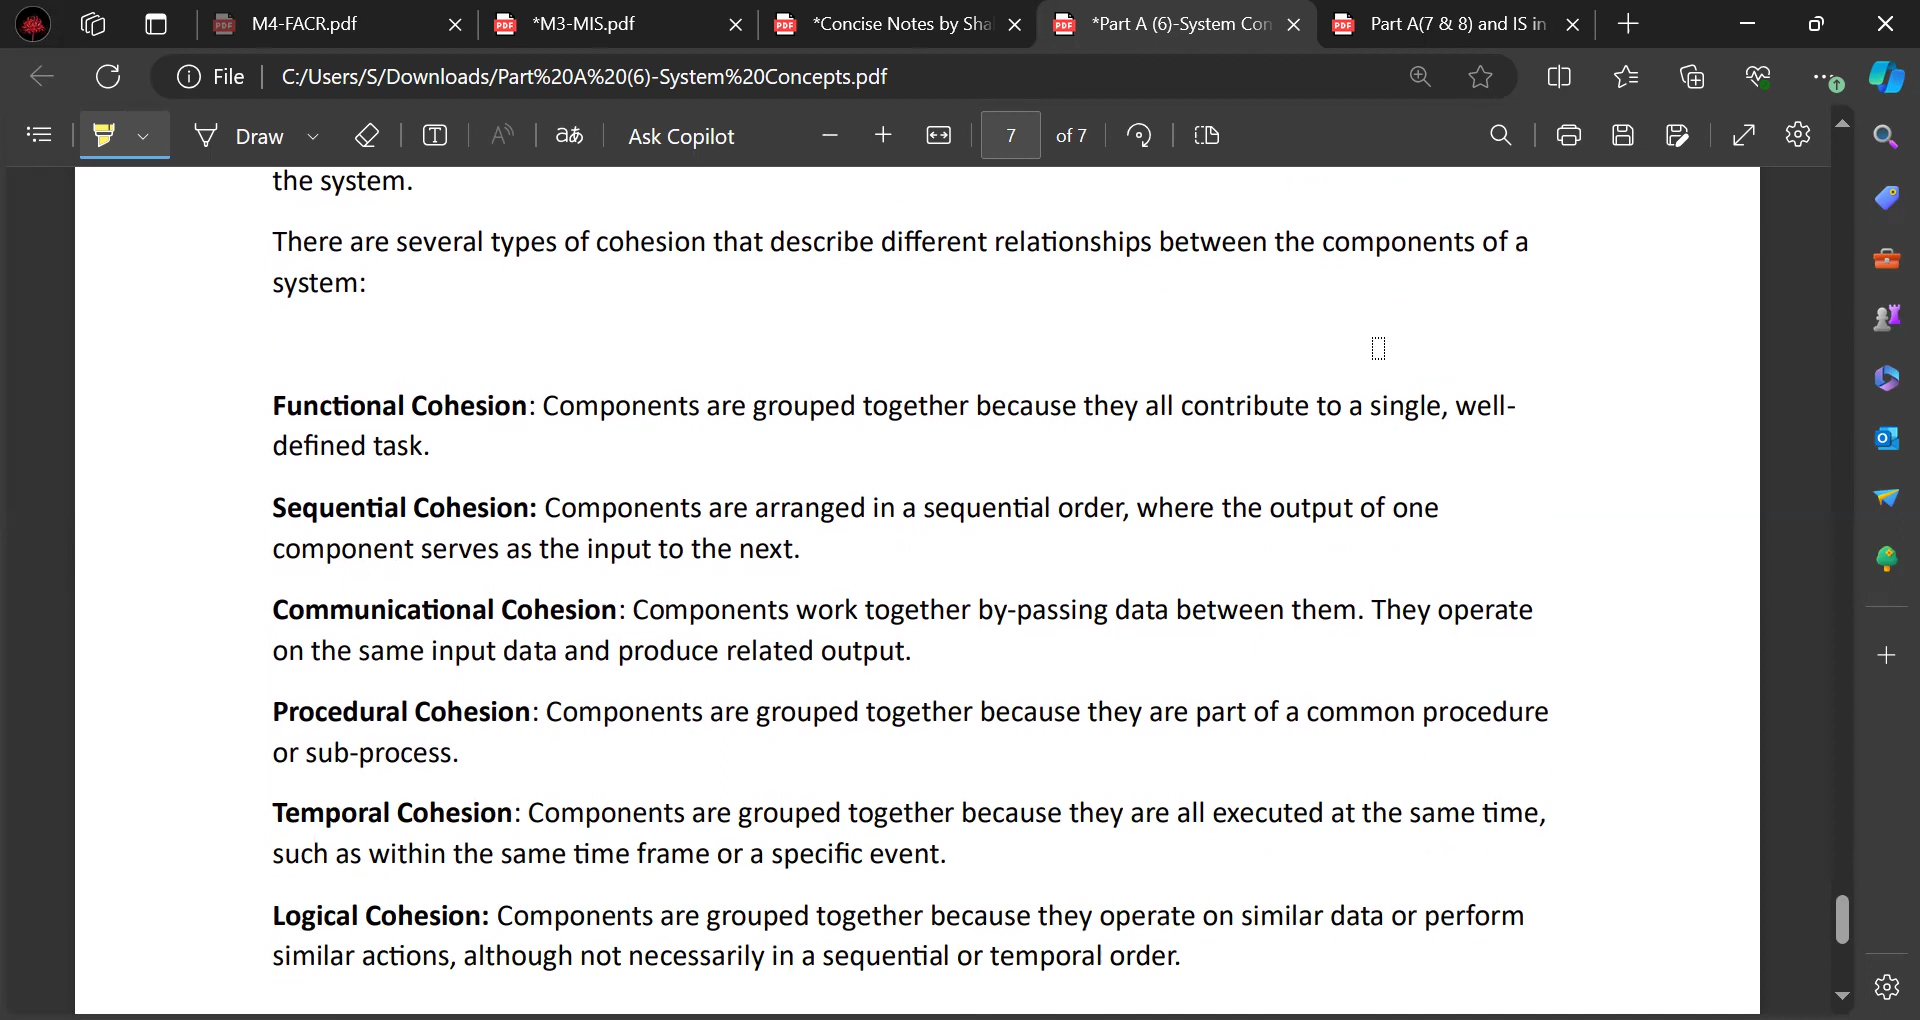 M4-FACR.pdf
*M3-MIS.pdf
*Concise Notes by Sha
*Part A (6)-System Con
Part A(7 & 8) and IS in
File
C:/Users/S/Downloads/Part%20A%20(6)-System%20Concepts.pdf
Draw
aあ
Ask Copilot
7 of 7
the system.
There are several types of cohesion that describe different relationships between the components of a
system:
Functional Cohesion: Components are grouped together because they all contribute to a single, well-
defined task.
Sequential Cohesion: Components are arranged in a sequential order, where the output of one
component serves as the input to the next.
Communicational Cohesion: Components work together by-passing data between them. They operate
on the same input data and produce related output.
Procedural Cohesion: Components are grouped together because they are part of a common procedure
or sub-process.
Temporal Cohesion: Components are grouped together because they are all executed at the same time,
such as within the same time frame or a specific event.
Logical Cohesion: Components are grouped together because they operate on similar data or perform
similar actions, although not necessarily in a sequential or temporal order.